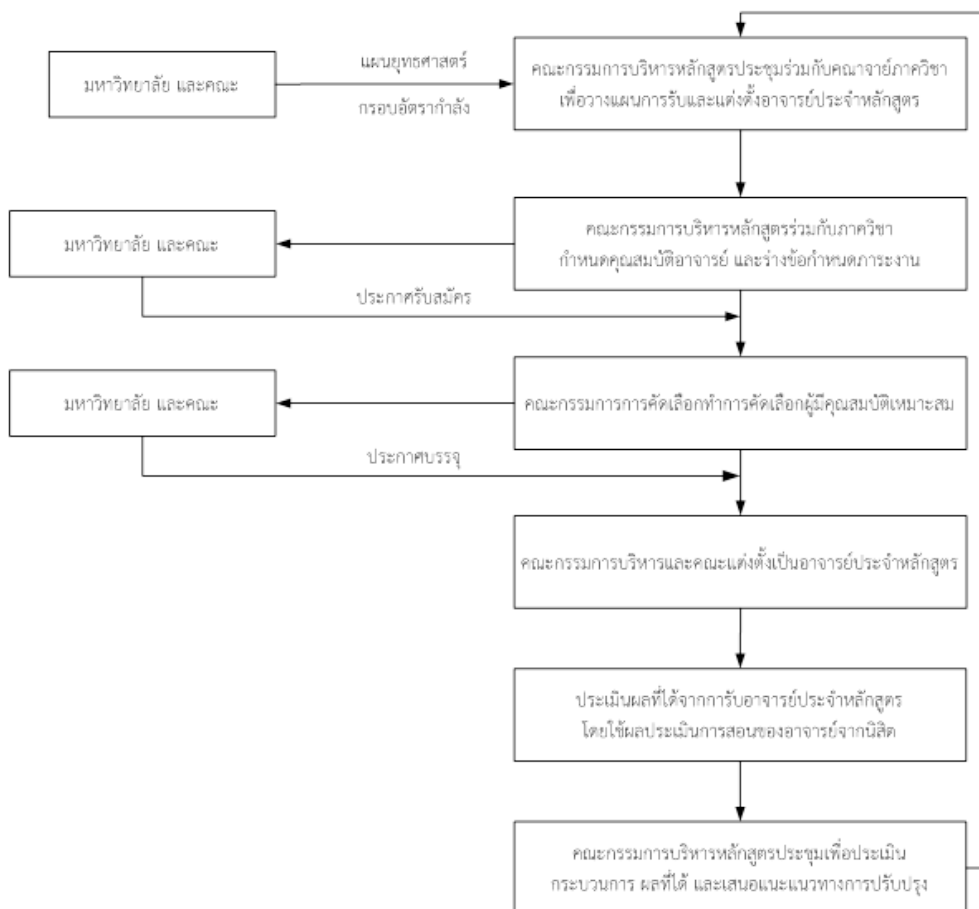 มหาวิทยาลัย และคณะ
แผนยุทธศาสตร์
กรอบอัตรากำลัง
คณะกรรมการบริหารหลักสูตรประชุมร่วมกับคณาจาย์ภาควิชา
เพื่อวางแผนการรับและแต่งตั้งอาจารย์ประจำหลักสูตร
มหาวิทยาลัย และคณะ
คณะกรรมการบริหารหลักสูตรร่วมกับภาควิชา
กำหนดคุณสมบัติอาจารย์ และร่างข้อกำหนดภาระงาน
ประกาศรับสมัคร
มหาวิทยาลัย และคณะ
คณะกรรมการการคัดเลือกทำการคัดเลือกผู้มีคุณสมบัติเหมาะสม
ประกาศบรรจุ
คณะกรรมการบริหารและคณะแต่งตั้งเป็นอาจารย์ประจำหลักสูตร
ประเมินผลที่ได้จากการับอาจารย์ประจำหลักสูตร
โดยใช้ผลประเมินการสอนของอาจารย์จากนิสิต
คณะกรรมการบริหารหลักสูตรประชุมเพื่อประเมิน
กระบวนการ ผลที่ได้ และเสนอแนะแนวทางการปรับปรุง